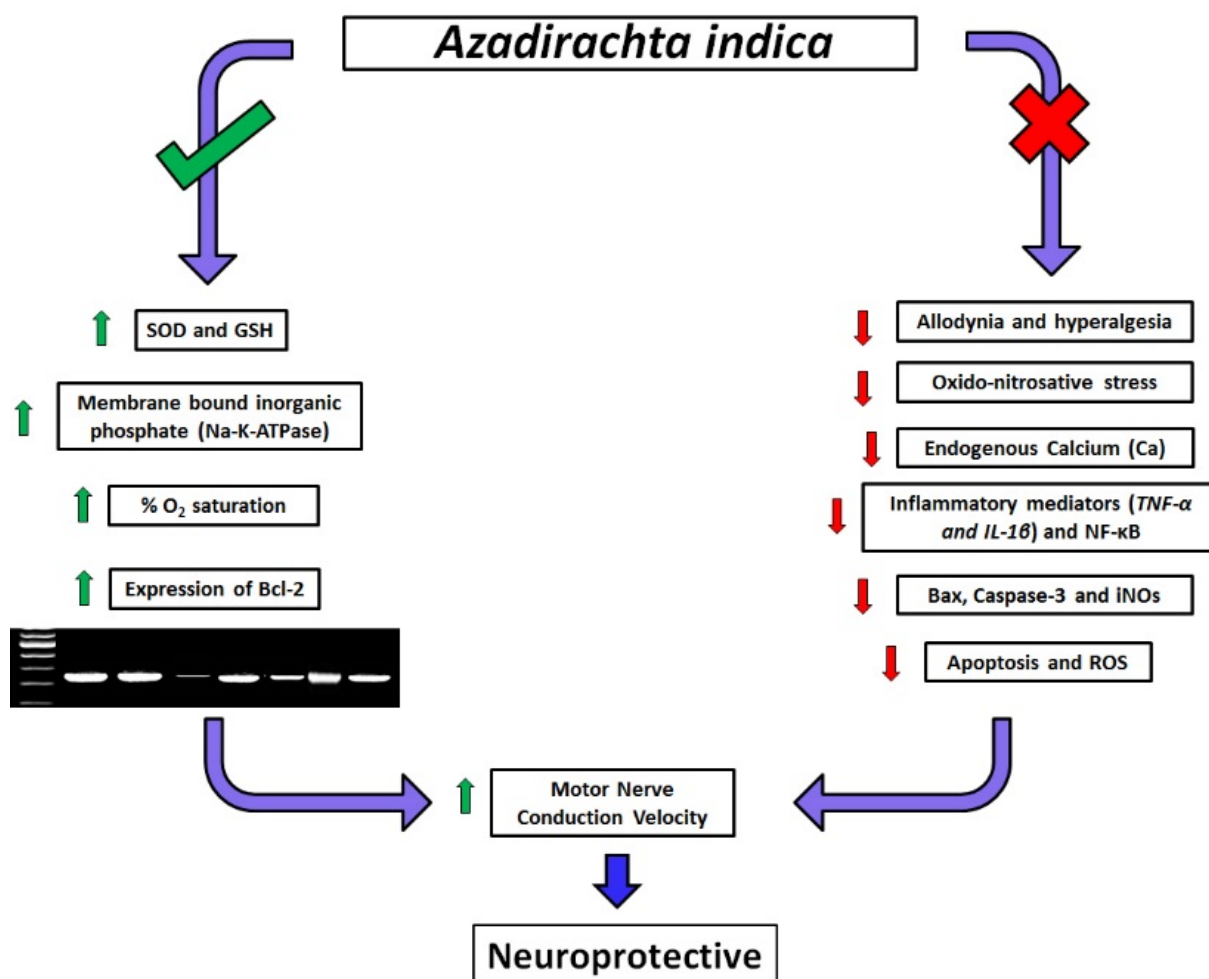 Azadirachta indica
SOD and GSH
Membrane bound inorganic
phosphate (Na-K-ATPase)
% O₂ saturation
Expression of Bcl-2
Allodynia and hyperalgesia
Oxido-nitrosative stress
Endogenous Calcium (Ca)
Inflammatory mediators (TNF-α
and IL-1β) and NF-κB
Bax, Caspase-3 and iNOs
Apoptosis and ROS
Motor Nerve
Conduction Velocity
Neuroprotective